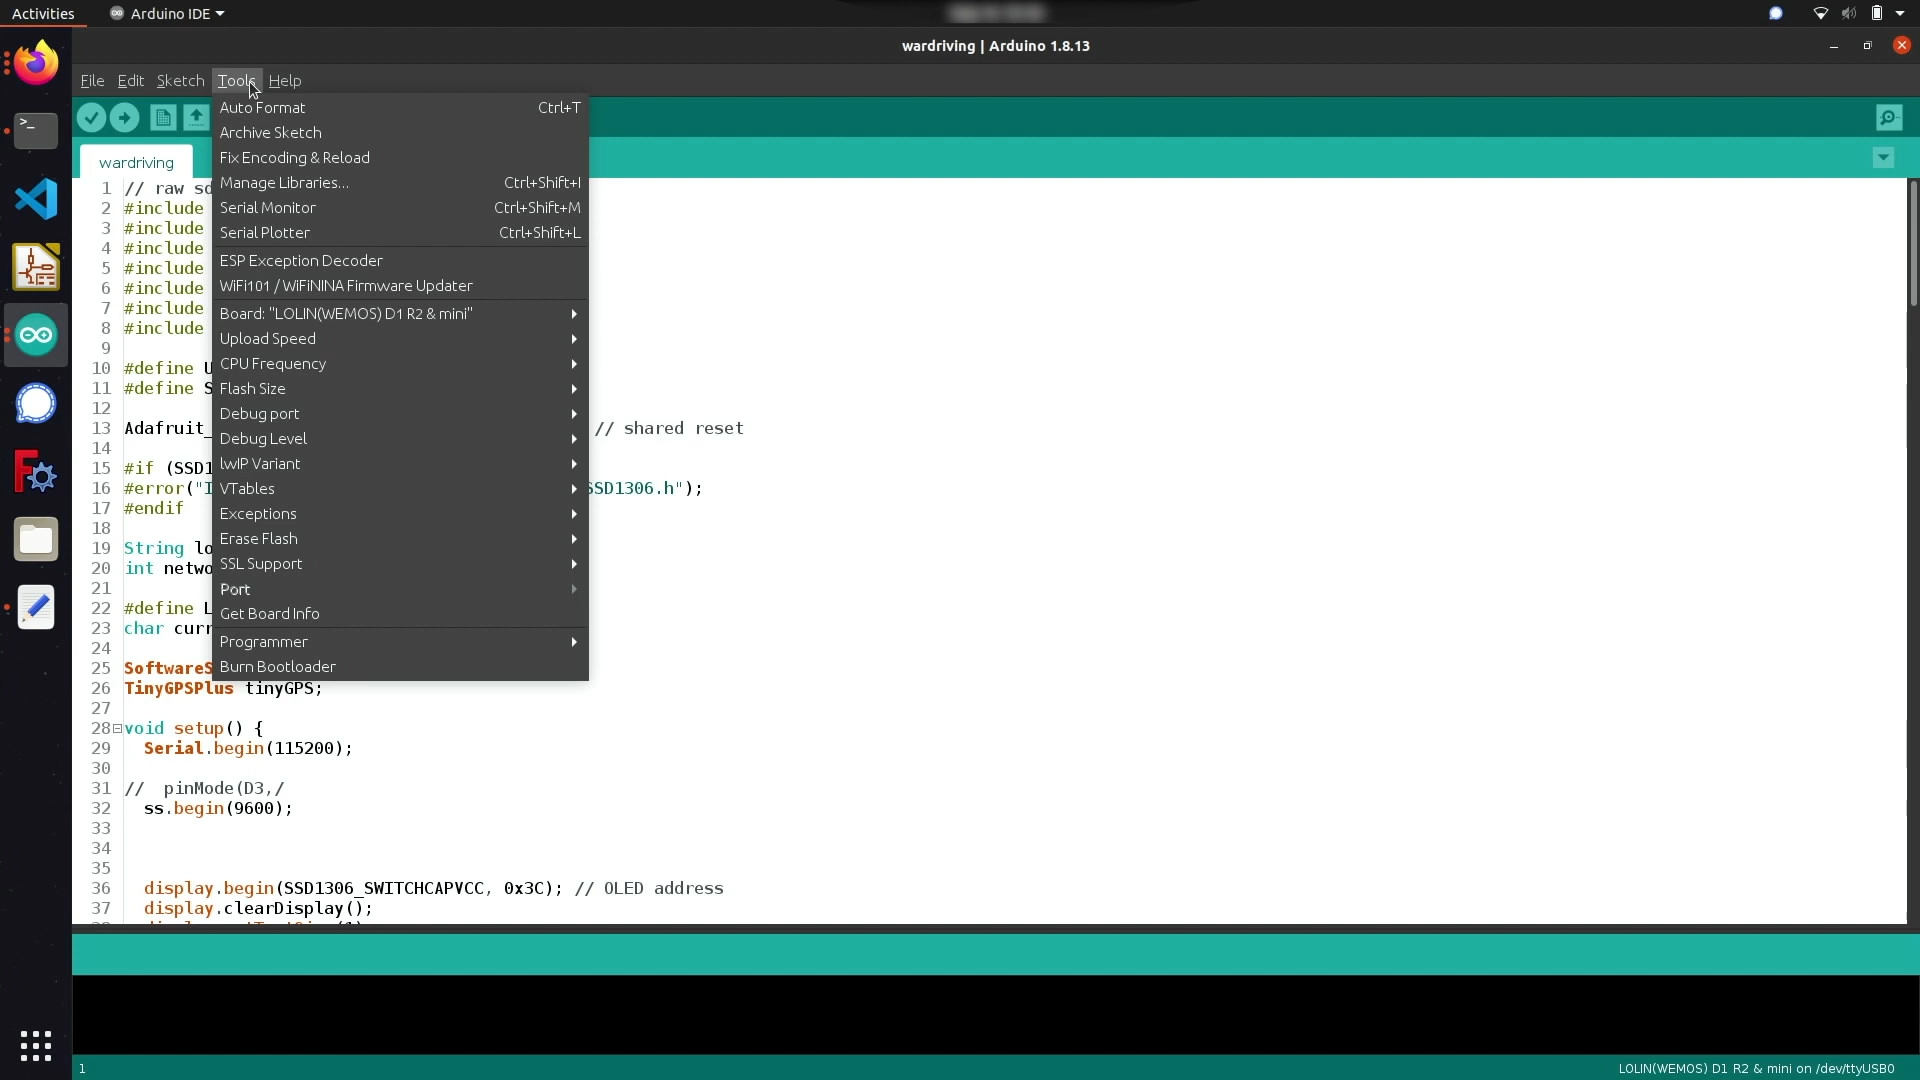 Activities
Arduino IDE
wardriving | Arduino 1.8.13
File Edit Sketch Tools Help
Auto Format Ctrl+T
Archive Sketch
Fix Encoding & Reload
Manage Libraries... Ctrl+Shift+I
Serial Monitor Ctrl+Shift+M
Serial Plotter Ctrl+Shift+L
ESP Exception Decoder
WiFi101 / WiFiNINA Firmware Updater
Board: "LOLIN(WEMOS) D1 R2 & mini"
Upload Speed
CPU Frequency
Flash Size
Debug port
Debug Level
lwIP Variant
VTables
Exceptions
Erase Flash
SSL Support
Port
Get Board Info
Programmer
Burn Bootloader
wardriving
1 // raw sc
2 #include
3 #include
4 #include
5 #include
6 #include
7 #include
8 #include
9
10 #define U
11 #define S
12
13 Adafruit_ // shared reset
14
15 #if (SSD1
16 #error("I SSD1306.h");
17 #endif
18
19 String lo
20 int netwo
21
22 #define L
23 char curr
24
25 SoftwareS
26 TinyGPSPlus tinyGPS;
27
28 void setup() {
29 Serial.begin(115200);
30
31 // pinMode(D3,/
32 ss.begin(9600);
33
34
35
36 display.begin(SSD1306_SWITCHCAPVCC, 0x3C); // OLED address
37 display.clearDisplay();
1
LOLIN(WEMOS) D1 R2 & mini on /dev/ttyUSB0